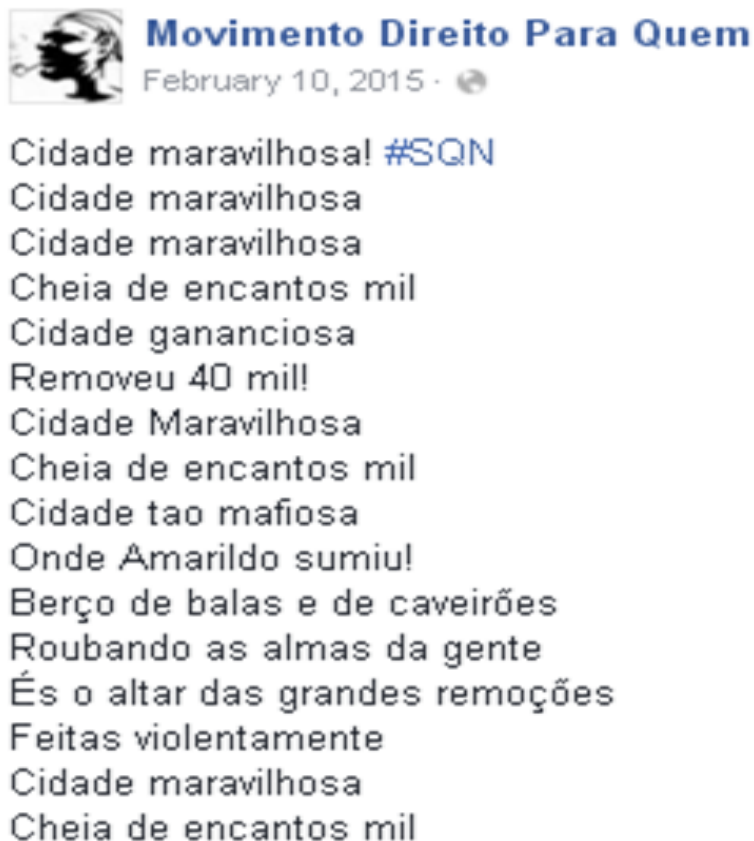 Movimento Direito Para Quem
February 10, 2015 ·
Cidade maravilhosa! #SQN
Cidade maravilhosa
Cidade maravilhosa
Cheia de encantos mil
Cidade gananciosa
Removeu 40 mil!
Cidade Maravilhosa
Cheia de encantos mil
Cidade tao mafiosa
Onde Amarildo sumiu!
Berço de balas e de caveirões
Roubando as almas da gente
És o altar das grandes remoções
Feitas violentamente
Cidade maravilhosa
Cheia de encantos mil